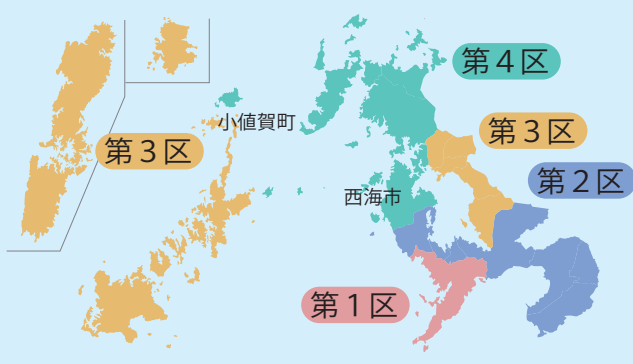 第４区
小値賀町
第３区
第３区
第２区
西海市
第１区